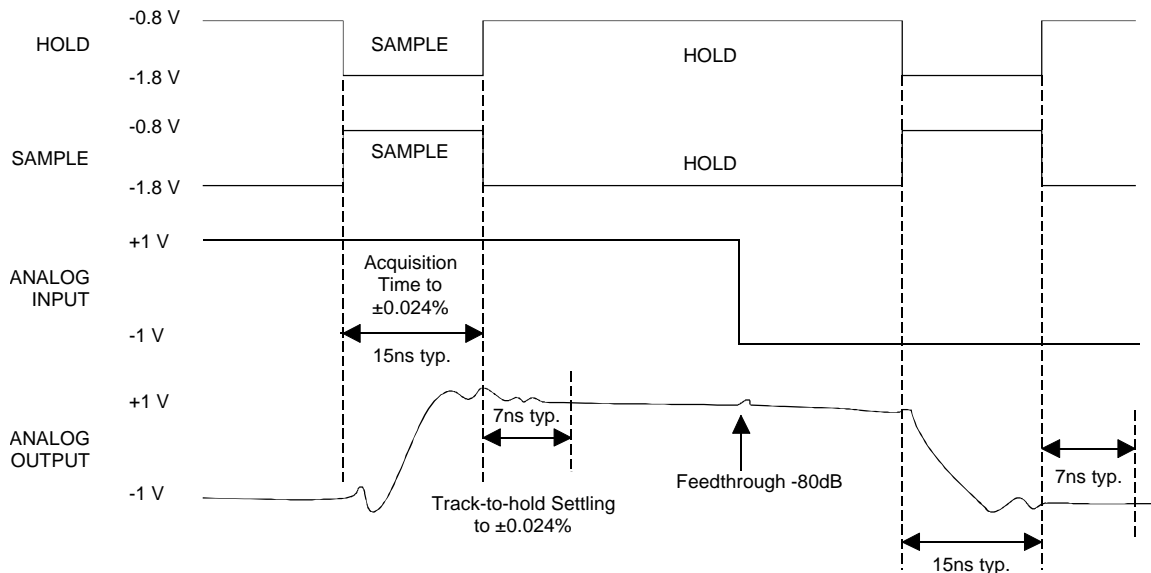 -0.8 V
HOLD
SAMPLE
HOLD
-1.8 V
-0.8 V
SAMPLE
SAMPLE
HOLD
-1.8 V
+1 V
ANALOG
INPUT
Acquisition
Time to
±0.024%
-1 V
15ns typ.
+1 V
7ns typ.
ANALOG
OUTPUT
-1 V
Track-to-hold Settling
to ±0.024%
Feedthrough -80dB
7ns typ.
15ns typ.